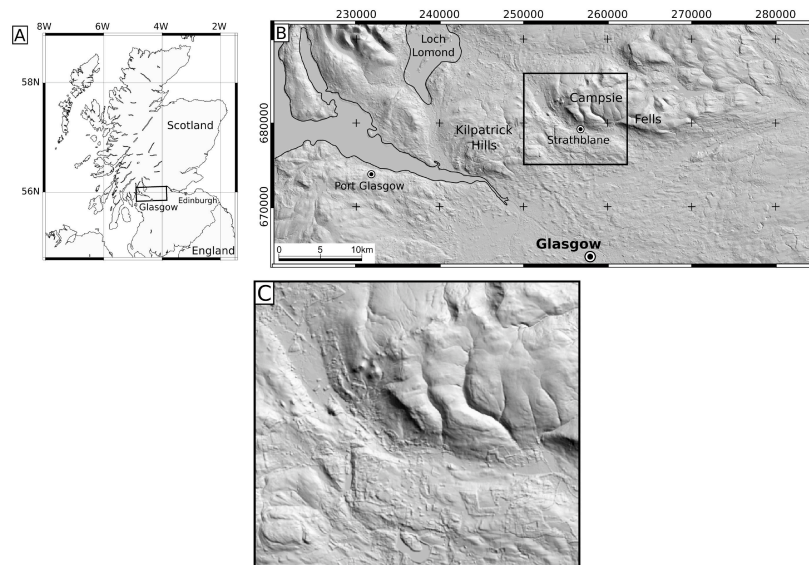 A
8W 6W 4W 2W
58N
56N
Scotland
Glasgow
Edinburgh
England
B
230000 240000 250000 260000 270000 280000
680000
670000
Loch
Lomond
Kilpatrick
Hills
Campsie
Fells
Strathblane
Port Glasgow
Glasgow
0 5 10km
C